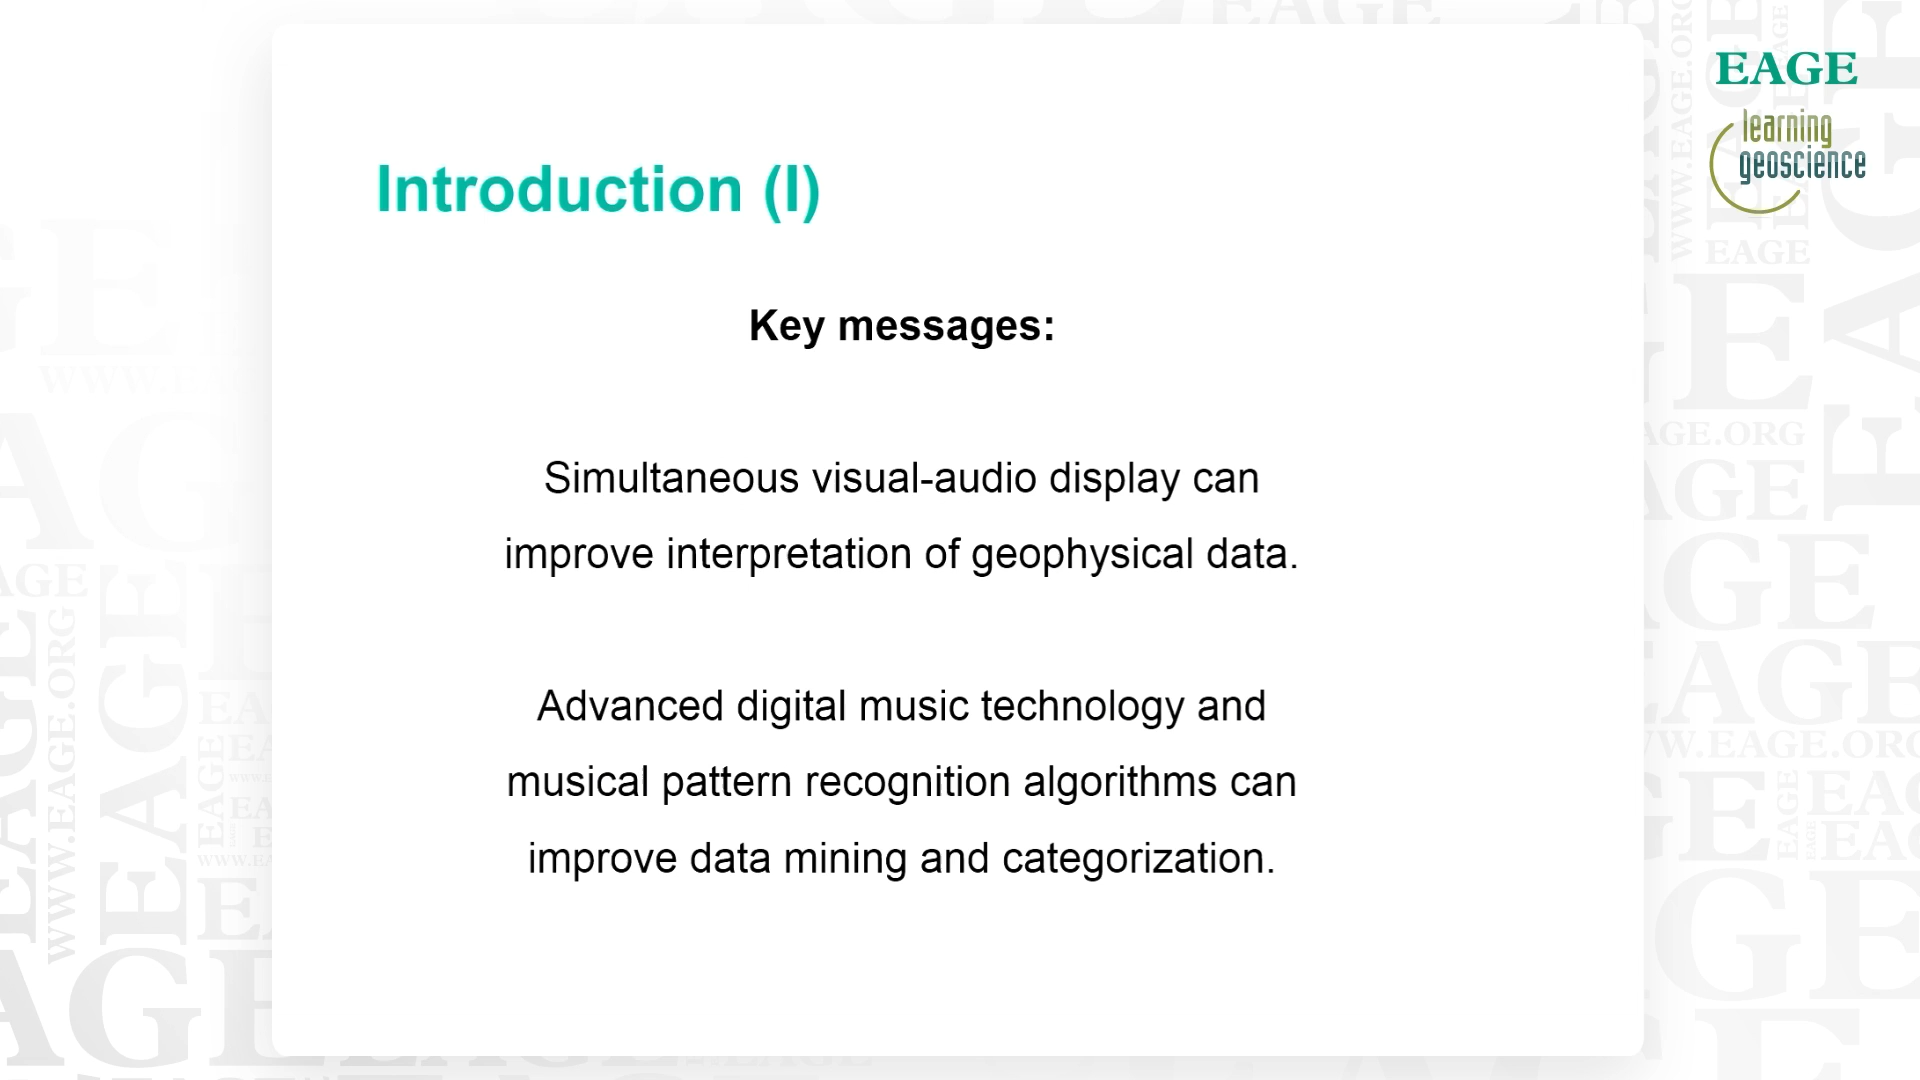 EAGE
learning
geoscience
Introduction (I)
Key messages:
Simultaneous visual-audio display can
improve interpretation of geophysical data.
Advanced digital music technology and
musical pattern recognition algorithms can
improve data mining and categorization.